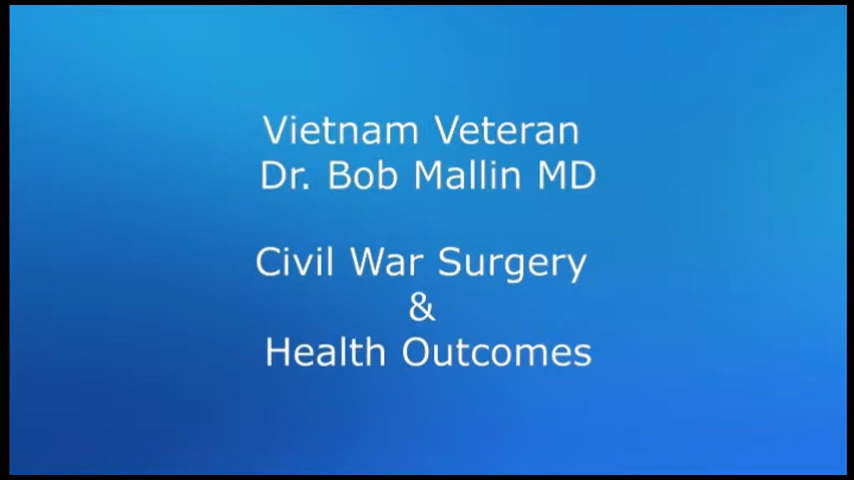 Vietnam Veteran
Dr. Bob Mallin MD
Civil War Surgery
&
Health Outcomes